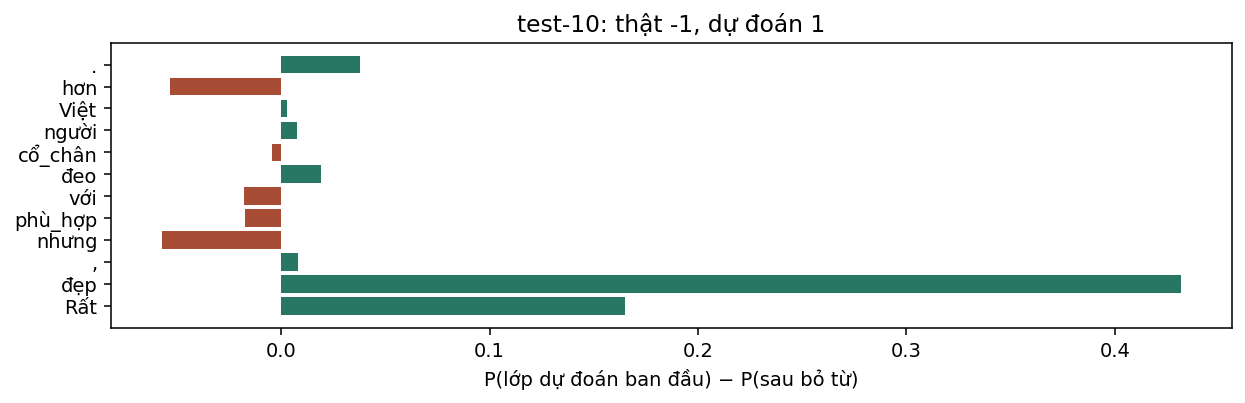 test-10: thật -1, dự đoán 1
.
hơn
Việt
người
cổ_chân
đeo
với
phù_hợp
nhưng
,
đẹp
Rất
0.0 0.1 0.2 0.3 0.4
P(lớp dự đoán ban đầu) − P(sau bỏ từ)